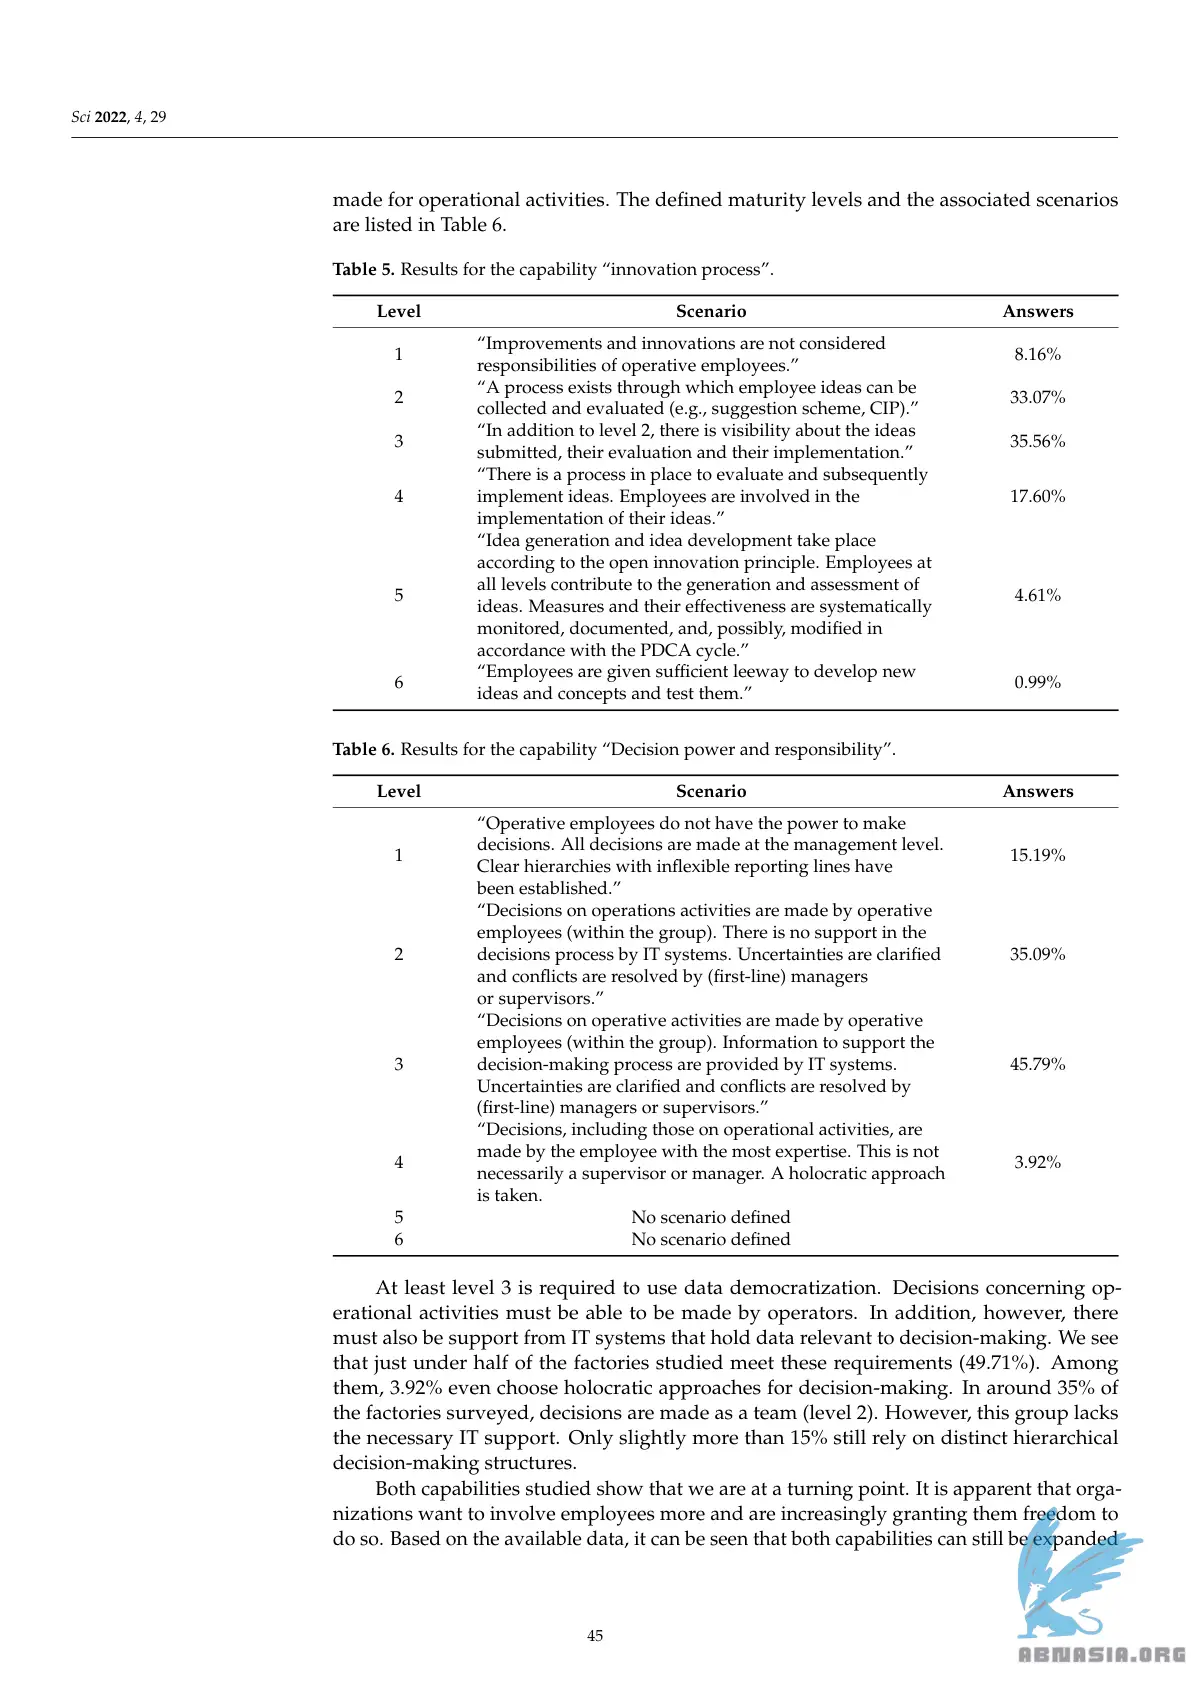 Sci 2022, 4, 29
made for operational activities. The defined maturity levels and the associated scenarios
are listed in Table 6.
Table 5. Results for the capability “innovation process”.
Level Scenario Answers
1 “Improvements and innovations are not considered
responsibilities of operative employees.” 8.16%
2 “A process exists through which employee ideas can be
collected and evaluated (e.g., suggestion scheme, CIP).” 33.07%
3 “In addition to level 2, there is visibility about the ideas
submitted, their evaluation and their implementation.” 35.56%
“There is a process in place to evaluate and subsequently
4 implement ideas. Employees are involved in the 17.60%
implementation of their ideas.”
“Idea generation and idea development take place
according to the open innovation principle. Employees at
all levels contribute to the generation and assessment of
5 ideas. Measures and their effectiveness are systematically 4.61%
monitored, documented, and, possibly, modified in
accordance with the PDCA cycle.”
6 “Employees are given sufficient leeway to develop new
ideas and concepts and test them.” 0.99%
Table 6. Results for the capability “Decision power and responsibility”.
Level Scenario Answers
“Operative employees do not have the power to make
decisions. All decisions are made at the management level.
1 Clear hierarchies with inflexible reporting lines have 15.19%
been established.”
“Decisions on operations activities are made by operative
employees (within the group). There is no support in the
2 decisions process by IT systems. Uncertainties are clarified 35.09%
and conflicts are resolved by (first-line) managers
or supervisors.”
“Decisions on operative activities are made by operative
employees (within the group). Information to support the
3 decision-making process are provided by IT systems. 45.79%
Uncertainties are clarified and conflicts are resolved by
(first-line) managers or supervisors.”
“Decisions, including those on operational activities, are
made by the employee with the most expertise. This is not
4 necessarily a supervisor or manager. A holocratic approach 3.92%
is taken.
5 No scenario defined
6 No scenario defined
At least level 3 is required to use data democratization. Decisions concerning op-
erational activities must be able to be made by operators. In addition, however, there
must also be support from IT systems that hold data relevant to decision-making. We see
that just under half of the factories studied meet these requirements (49.71%). Among
them, 3.92% even choose holocratic approaches for decision-making. In around 35% of
the factories surveyed, decisions are made as a team (level 2). However, this group lacks
the necessary IT support. Only slightly more than 15% still rely on distinct hierarchical
decision-making structures.
Both capabilities studied show that we are at a turning point. It is apparent that orga-
nizations want to involve employees more and are increasingly granting them freedom to
do so. Based on the available data, it can be seen that both capabilities can still be expanded
45
ABNASIA.ORG